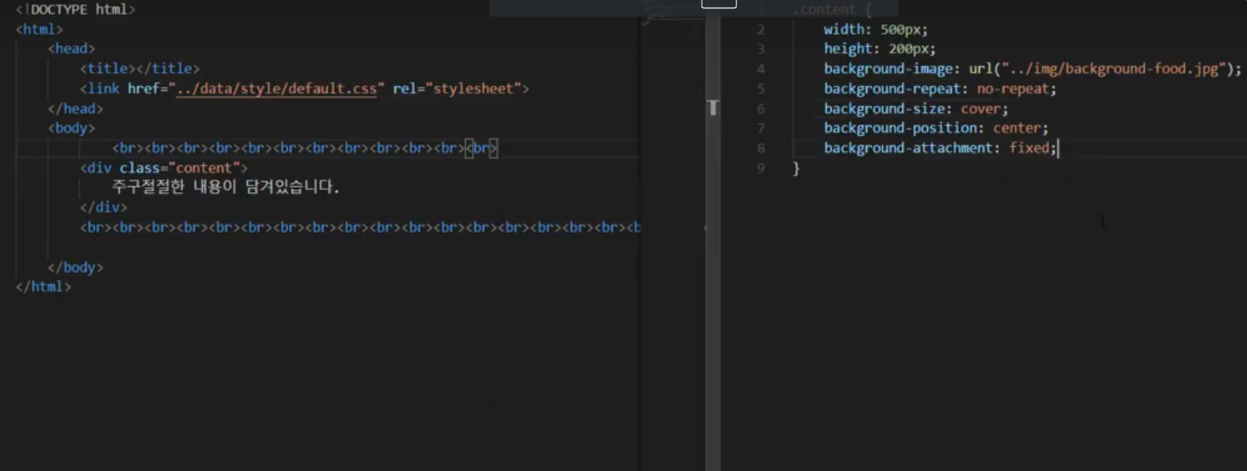 <!DOCTYPE html>
<html>
<head>
<title></title>
<link href="../data/style/default.css" rel="stylesheet">
</head>
<body>
<br><br><br><br><br><br><br><br><br><br><br><br>
<div class="content">
주구절절한 내용이 담겨있습니다.
</div>
<br><br><br><br><br><br><br><br><br><br><br><br><br><br><br><br><br><b
</body>
</html>
1 .content {
2 width: 500px;
3 height: 200px;
4 background-image: url("../img/background-food.jpg");
5 background-repeat: no-repeat;
6 background-size: cover;
7 background-position: center;
8 background-attachment: fixed;
9 }